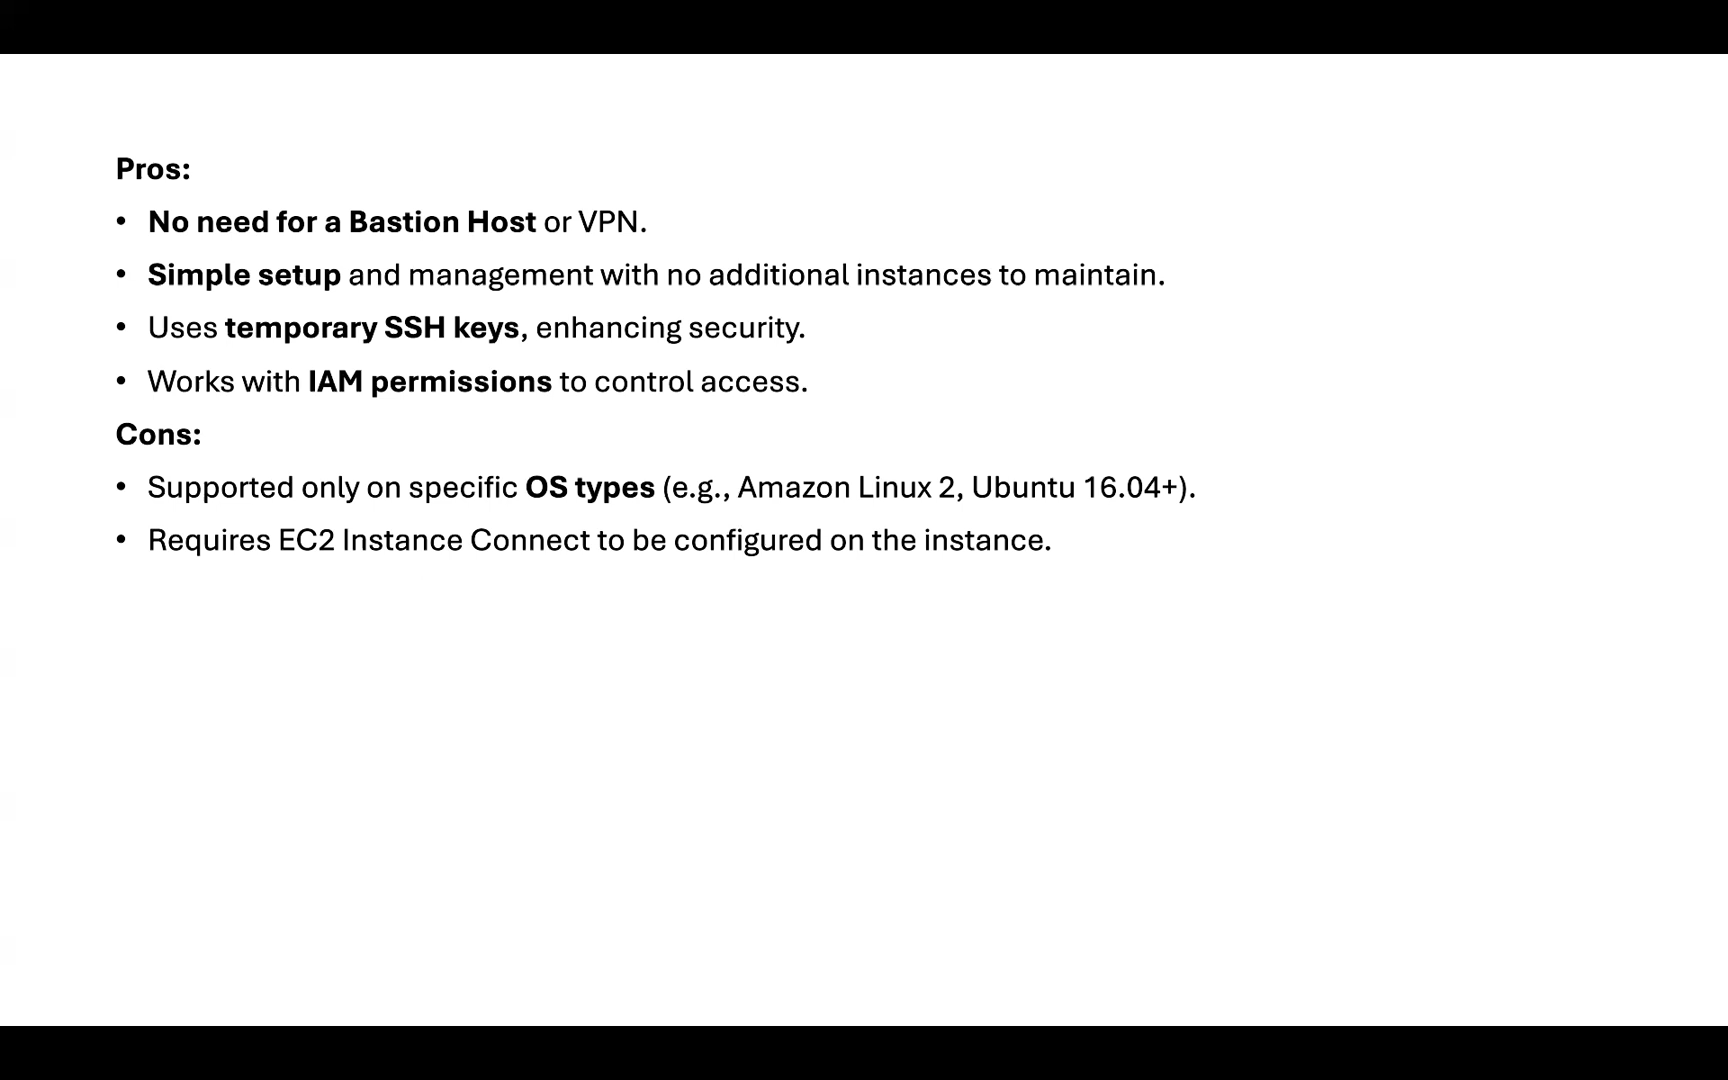 Pros:
• No need for a Bastion Host or VPN.
• Simple setup and management with no additional instances to maintain.
• Uses temporary SSH keys, enhancing security.
• Works with IAM permissions to control access.
Cons:
• Supported only on specific OS types (e.g., Amazon Linux 2, Ubuntu 16.04+).
• Requires EC2 Instance Connect to be configured on the instance.